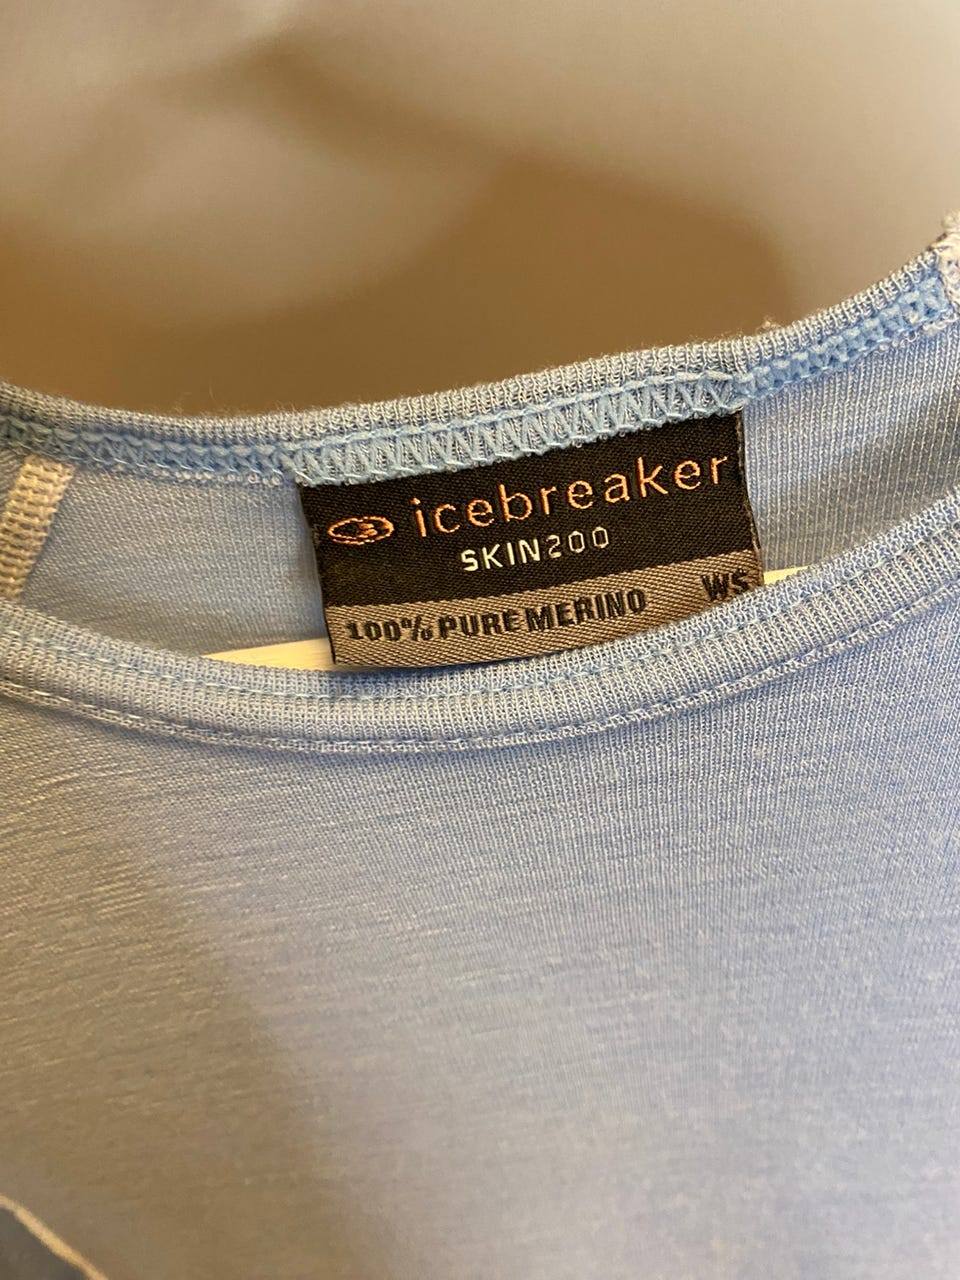 icebreaker
SKIN200
100% PURE MERINO WS